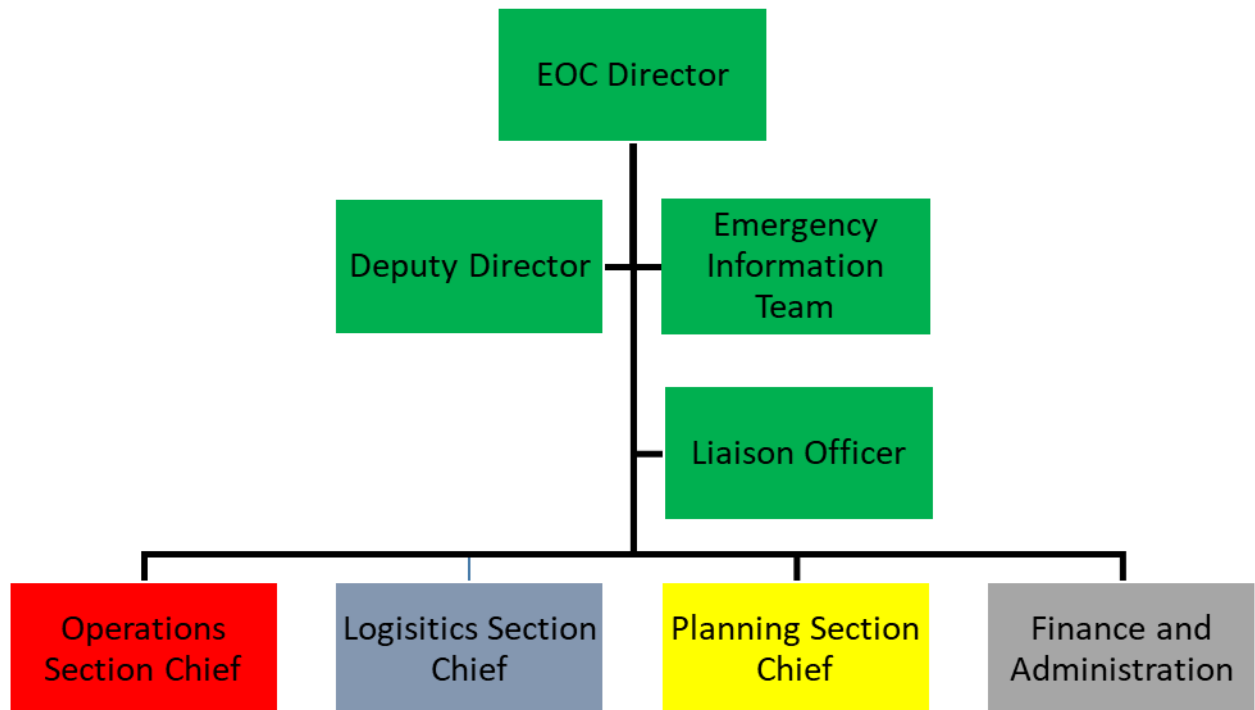 EOC Director
Deputy Director
Emergency
Information
Team
Liaison Officer
Operations
Section Chief
Logisitics Section
Chief
Planning Section
Chief
Finance and
Administration